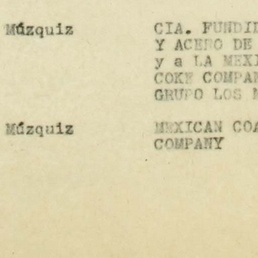 Múzquiz CIA. FUNDID
Y ACERO DE
y a LA MEXI
COKE COMPAN
GRUPO LOS N
Múzquiz MEXICAN COA
COMPANY